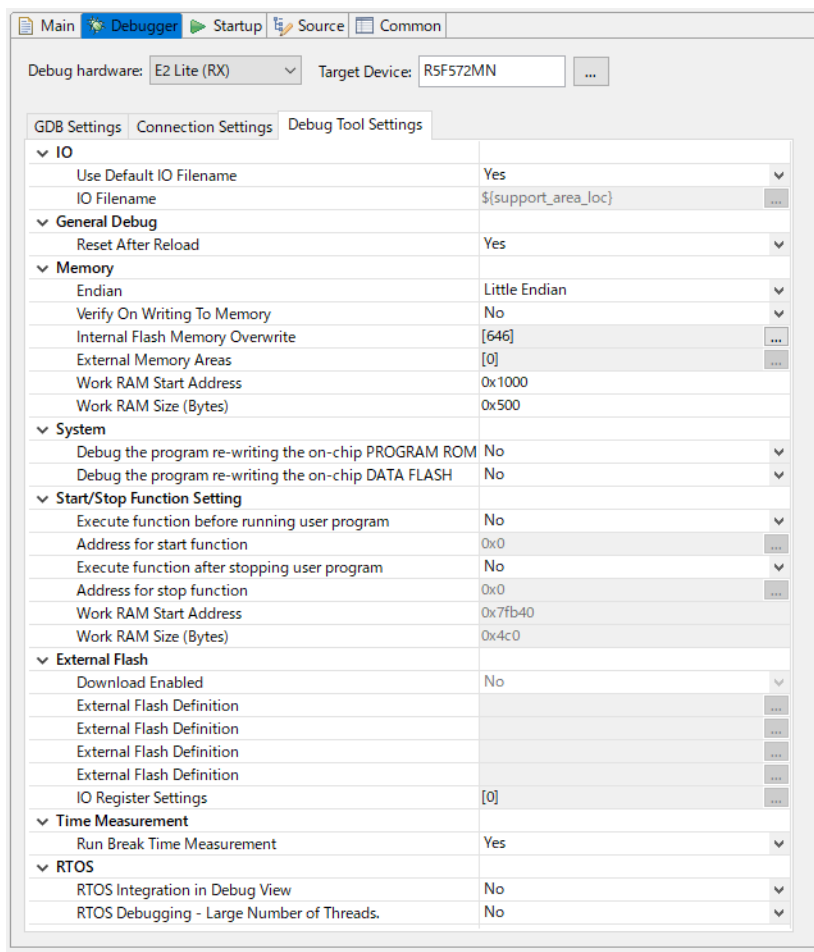 Main Debugger Startup Source Common
Debug hardware: E2 Lite (RX) Target Device: R5F572MN ...
GDB Settings Connection Settings Debug Tool Settings
IO
Use Default IO Filename Yes
IO Filename ${support_area_loc} ...
General Debug
Reset After Reload Yes
Memory
Endian Little Endian
Verify On Writing To Memory No
Internal Flash Memory Overwrite [646] ...
External Memory Areas [0] ...
Work RAM Start Address 0x1000
Work RAM Size (Bytes) 0x500
System
Debug the program re-writing the on-chip PROGRAM ROM No
Debug the program re-writing the on-chip DATA FLASH No
Start/Stop Function Setting
Execute function before running user program No
Address for start function 0x0 ...
Execute function after stopping user program No
Address for stop function 0x0 ...
Work RAM Start Address 0x7fb40
Work RAM Size (Bytes) 0x4c0
External Flash
Download Enabled No
External Flash Definition ...
External Flash Definition ...
External Flash Definition ...
External Flash Definition ...
IO Register Settings [0] ...
Time Measurement
Run Break Time Measurement Yes
RTOS
RTOS Integration in Debug View No
RTOS Debugging - Large Number of Threads. No